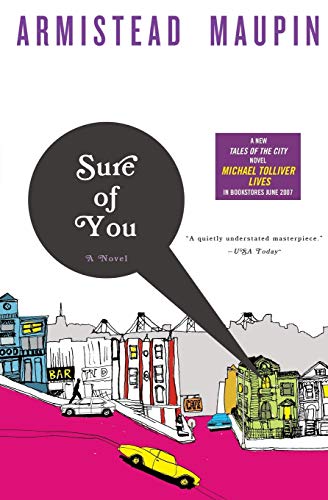 ARMISTEAD MAUPIN
A NEW
TALES OF THE CITY
NOVEL
MICHAEL TOLLIVER
LIVES
IN BOOKSTORES JUNE 2007
Sure
of
You
A Novel
"A quietly understated masterpiece."
—USA Today
BAR
CAFE